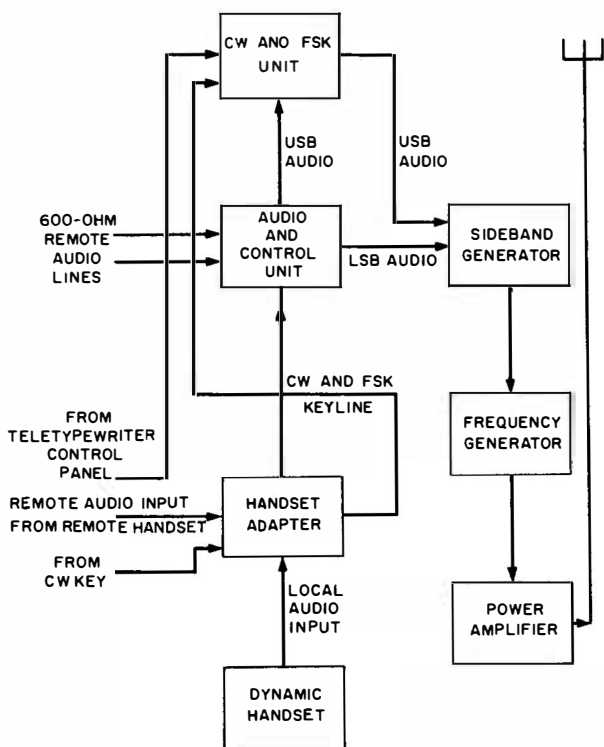 CW ANO FSK
UNIT
USB
AUDIO
USB
AUDIO
600-OHM
REMOTE
AUDIO
LINES
AUDIO
AND
CONTROL
UNIT
LSB AUDIO
SIDEBAND
GENERATOR
CW AND FSK
KEYLINE
FROM
TELETYPEWRITER
CONTROL
PANEL
FREQUENCY
GENERATOR
REMOTE AUDIO INPUT
FROM REMOTE HANDSET
HANDSET
ADAPTER
FROM
CW KEY
LOCAL
AUDIO
INPUT
POWER
AMPLIFIER
DYNAMIC
HANDSET